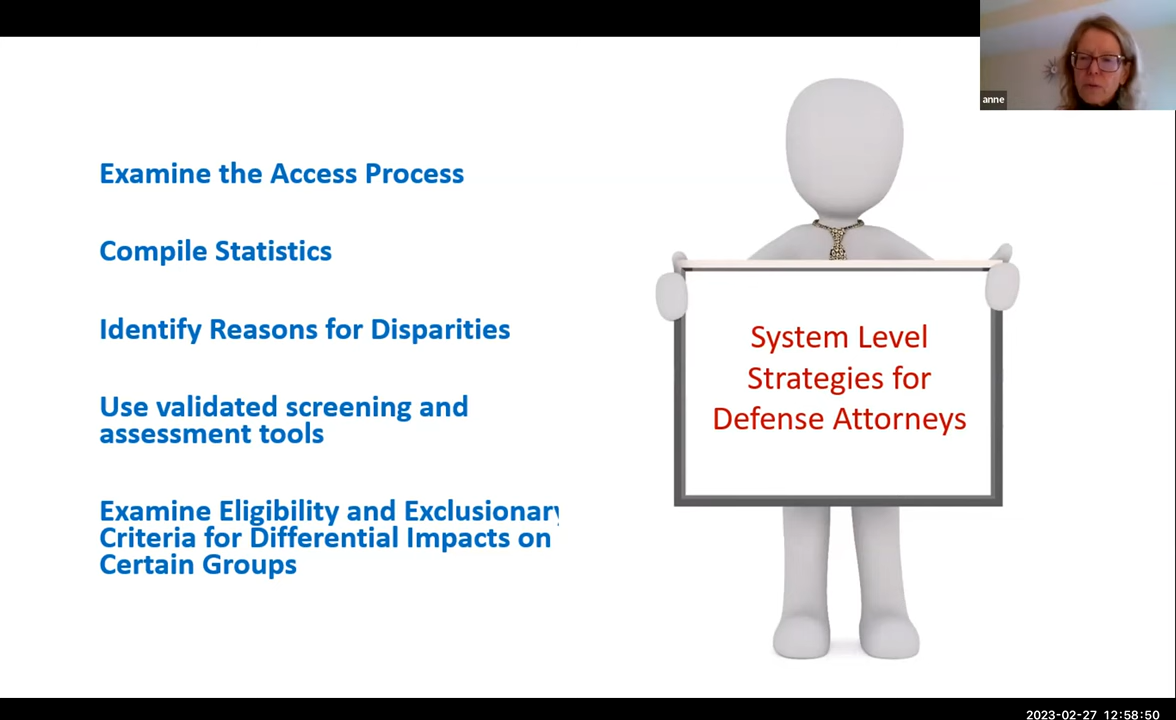 anne
Examine the Access Process
Compile Statistics
Identify Reasons for Disparities
Use validated screening and
assessment tools
Examine Eligibility and Exclusionary
Criteria for Differential Impacts on
Certain Groups
System Level
Strategies for
Defense Attorneys
2023-02-27 12:58:50